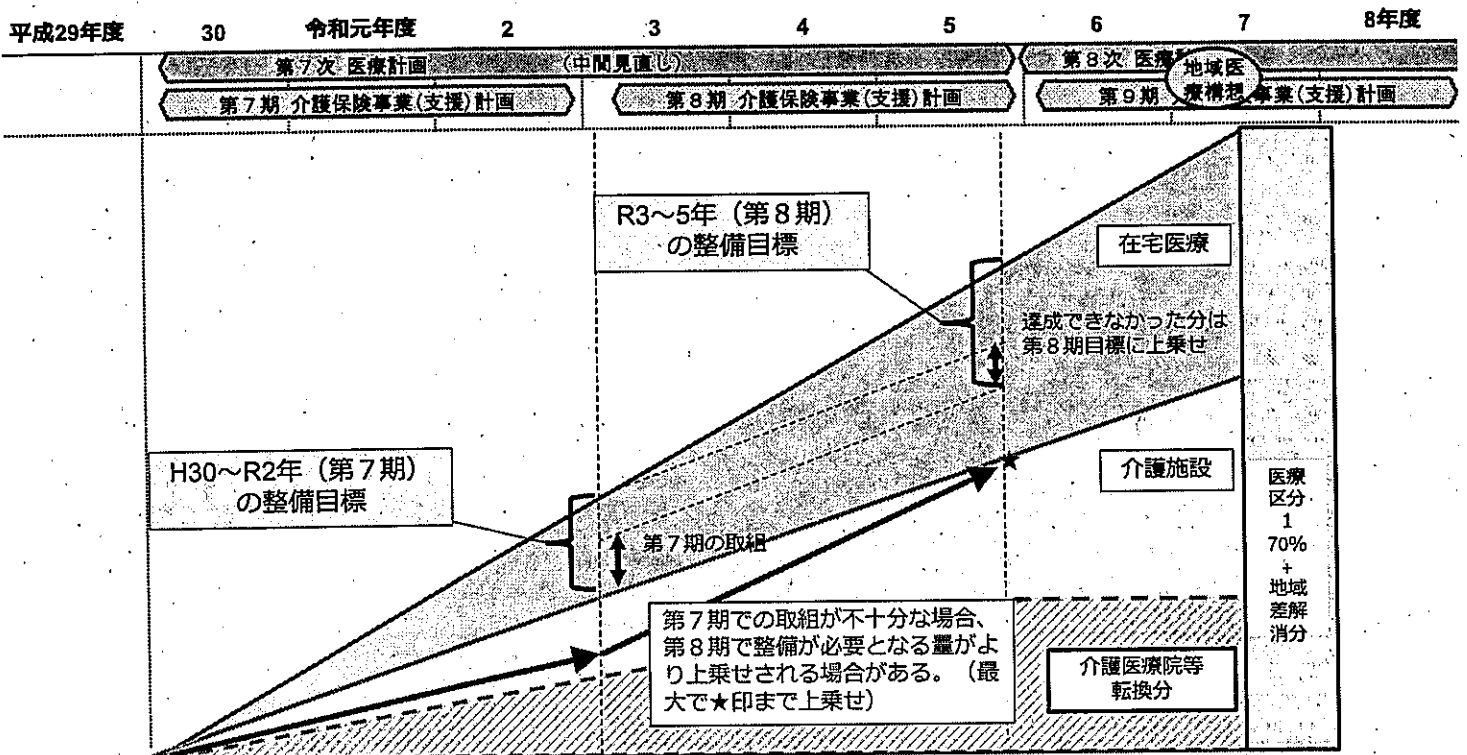 平成29年度 30 令和元年度 2 3 4 5 6 7 8年度
第7次 医療計画 (中間見直し)
第8次 医療
地域医
療構想
第7期 介護保険事業(支援)計画
第8期 介護保険事業(支援)計画
第9期 事業(支援)計画
R3～5年（第8期）
の整備目標
在宅医療
達成できなかった分は
第8期目標に上乗せ
H30～R2年（第7期）
の整備目標
第7期の取組
★
介護施設
第7期での取組が不十分な場合、
第8期で整備が必要となる量がよ
り上乗せされる場合がある。（最
大で★印まで上乗せ）
介護医療院等
転換分
医療
区分
1
70%
+
地域
差解
消分